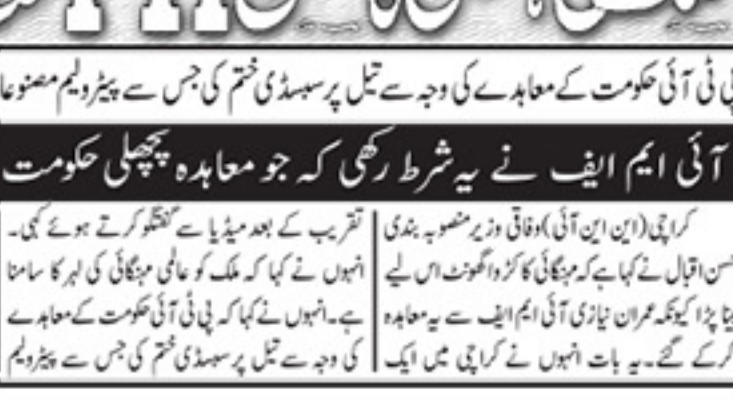 پی ٹی آئی حکومت کے معاہدے کی وجہ سے تیل پر سبسڈی ختم کی جس سے پیٹرولیم مصنوعا
آئی ایم ایف نے یہ شرط رکھی کہ جو معاہدہ پچھلی حکومت
کراچی(این این آئی)وفاقی وزیر منصوبہ بندی
حسن اقبال نے کہا ہے کہ مہنگائی کا کڑوا گھونٹ اس لیے
پینا پڑا کیونکہ عمران نیازی آئی ایم ایف سے یہ معاہدہ
کرکے گئے۔یہ بات انہوں نے کراچی میں ایک
تقریب کے بعد میڈیا سے گفتگو کرتے ہوئے کہی۔
انہوں نے کہا کہ ملک کو عالمی مہنگائی کی لہر کا سامنا
ہے۔انہوں نے کہا کہ پی ٹی آئی حکومت کے معاہدے
کی وجہ سے تیل پر سبسڈی ختم کی جس سے پیٹرولیم